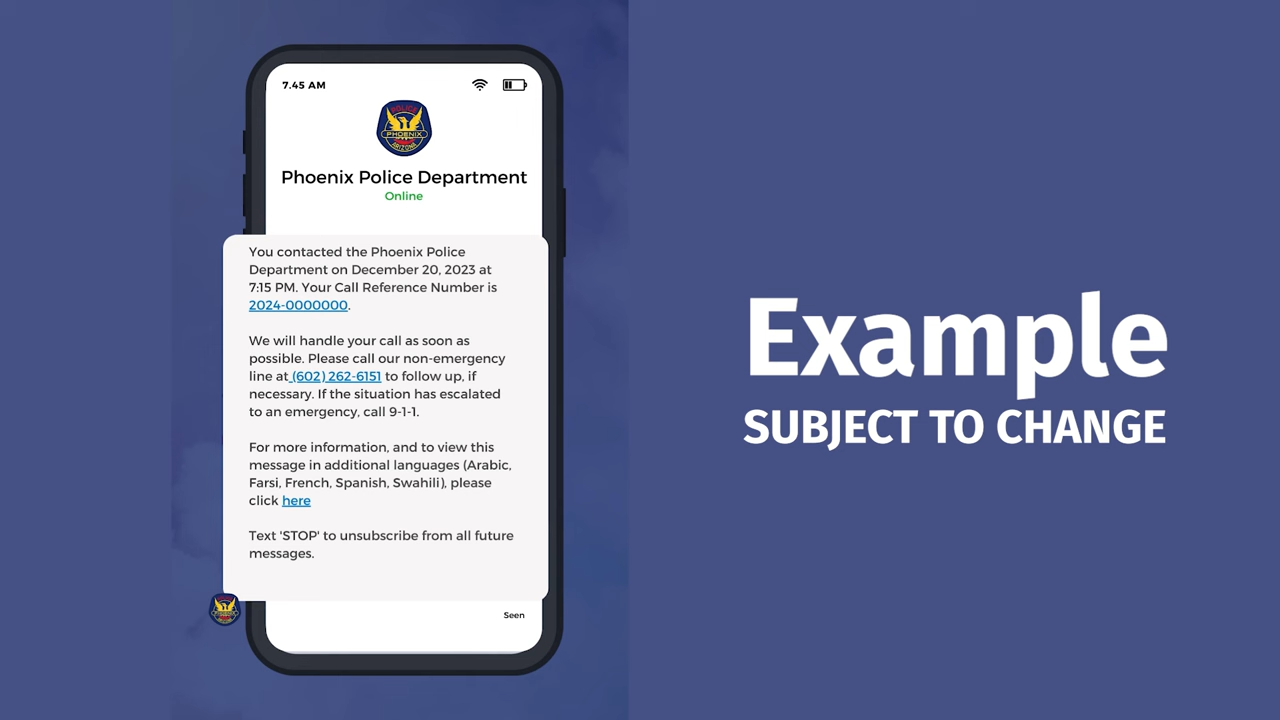 7.45 AM
POLICE
PHOENIX
ARIZONA
Phoenix Police Department
Online
You contacted the Phoenix Police
Department on December 20, 2023 at
7:15 PM. Your Call Reference Number is
2024-0000000.
We will handle your call as soon as
possible. Please call our non-emergency
line at (602) 262-6151 to follow up, if
necessary. If the situation has escalated
to an emergency, call 9-1-1.
For more information, and to view this
message in additional languages (Arabic,
Farsi, French, Spanish, Swahili), please
click here
Text 'STOP' to unsubscribe from all future
messages.
PHOENIX
Seen
Example
SUBJECT TO CHANGE